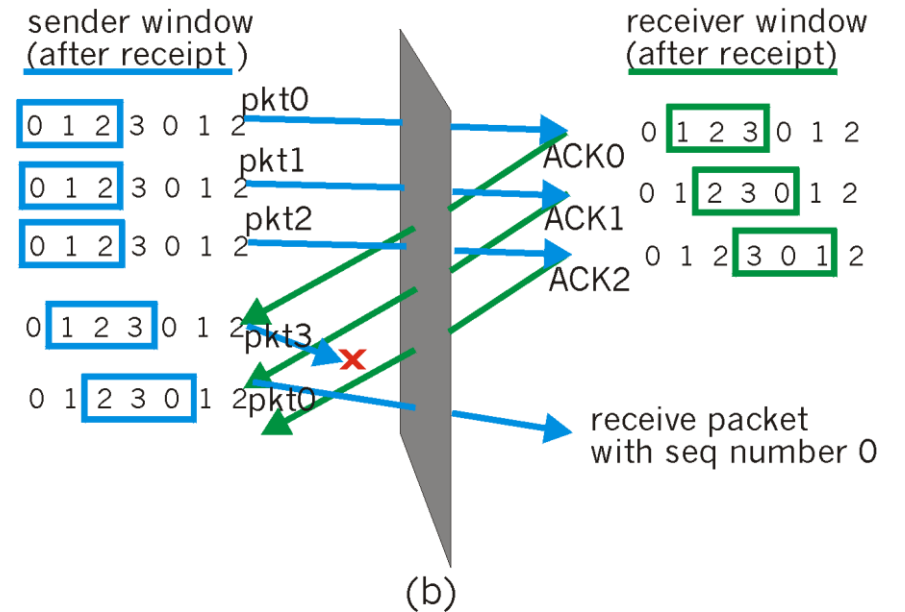 sender window
(after receipt )
receiver window
(after receipt)
0 1 2 3 0 1 2
pkt0
0 1 2 3 0 1 2
ACK0
0 1 2 3 0 1 2
pkt1
0 1 2 3 0 1 2
ACK1
0 1 2 3 0 1 2
pkt2
0 1 2 3 0 1 2
ACK2
0 1 2 3 0 1 2
pkt3
x
0 1 2 3 0 1 2
pkt0
receive packet
with seq number 0
(b)